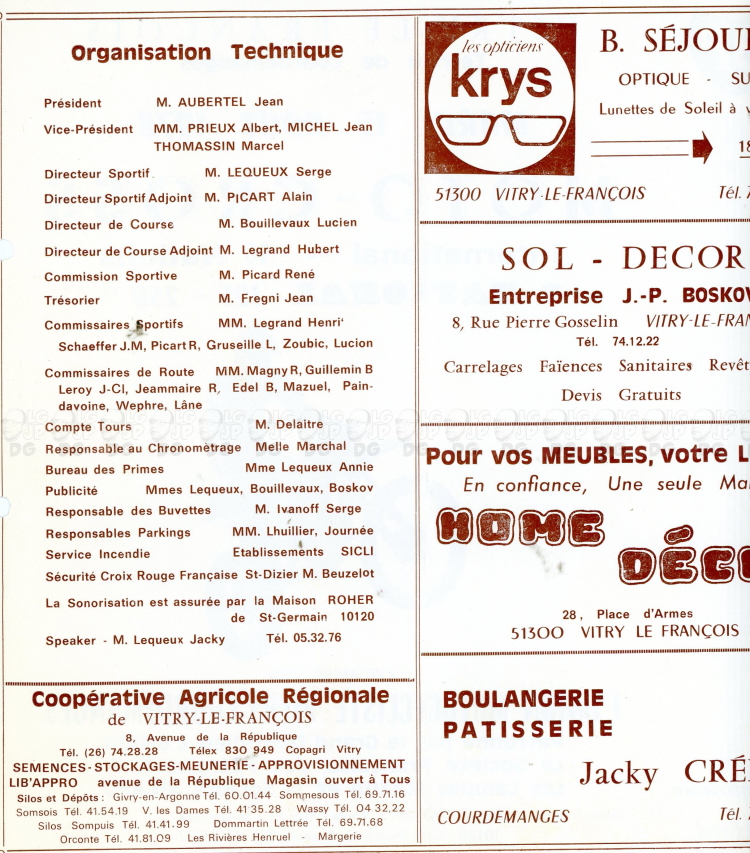 Organisation Technique
Président M. AUBERTEL Jean
Vice-Président MM. PRIEUX Albert, MICHEL Jean
THOMASSIN Marcel
Directeur Sportif M. LEQUEUX Serge
Directeur Sportif Adjoint M. PICART Alain
Directeur de Course M. Bouillevaux Lucien
Directeur de Course Adjoint M. Legrand Hubert
Commission Sportive M. Picard René
Trésorier M. Fregni Jean
Commissaires Sportifs MM. Legrand Henri
Schaeffer J.M, Picart R, Gruseille L, Zoubic, Lucion
Commissaires de Route MM. Magny R, Guillemin B
Leroy J-Cl, Jeammaire R, Edel B, Mazuel, Pain-
davoine, Wephre, Lâne
Compte Tours M. Delaitre
Responsable au Chronomètrage Melle Marchal
Bureau des Primes Mme Lequeux Annie
Publicité Mmes Lequeux, Bouillevaux, Boskov
Responsable des Buvettes M. Ivanoff Serge
Responsables Parkings MM. Lhuillier, Journée
Service Incendie Etablissements SICLI
Sécurité Croix Rouge Française St-Dizier M. Beuzelot
La Sonorisation est assurée par la Maison ROHER
de St-Germain 10120
Speaker - M. Lequeux Jacky Tél. 05.32.76
Coopérative Agricole Régionale
de VITRY-LE-FRANÇOIS
8, Avenue de la République
Tél. (26) 74.28.28 Télex 830 949 Copagri Vitry
SEMENCES-STOCKAGES-MEUNERIE-APPROVISIONNEMENT
LIB'APPRO avenue de la République Magasin ouvert à Tous
Silos et Dépôts : Givry-en-Argonne Tél. 60.01.44 Sommesous Tél. 69.71.16
Somsois Tél. 41.54.19 V. les Dames Tél. 41.35.28 Wassy Tél. 04.32.22
Silos Sompuis Tél. 41.41.99 Dommartin Lettrée Tél. 69.71.68
Orconte Tél. 41.81.09 Les Rivières Henruel - Margerie
les opticiens
krys
B. SÉJOU
OPTIQUE - SU
Lunettes de Soleil à
18
51300 VITRY-LE-FRANÇOIS Tél. 7
SOL - DECOR
Entreprise J.-P. BOSKOV
8, Rue Pierre Gosselin VITRY-LE-FRAN
Tél. 74.12.22
Carrelages Faïences Sanitaires Revêt
Devis Gratuits
Pour vos MEUBLES, votre L
En confiance, Une seule Mai
HOME
DÉCO
28, Place d'Armes
51300 VITRY LE FRANÇOIS
BOULANGERIE
PATISSERIE
Jacky CRÉ
COURDEMANGES Tél. 7